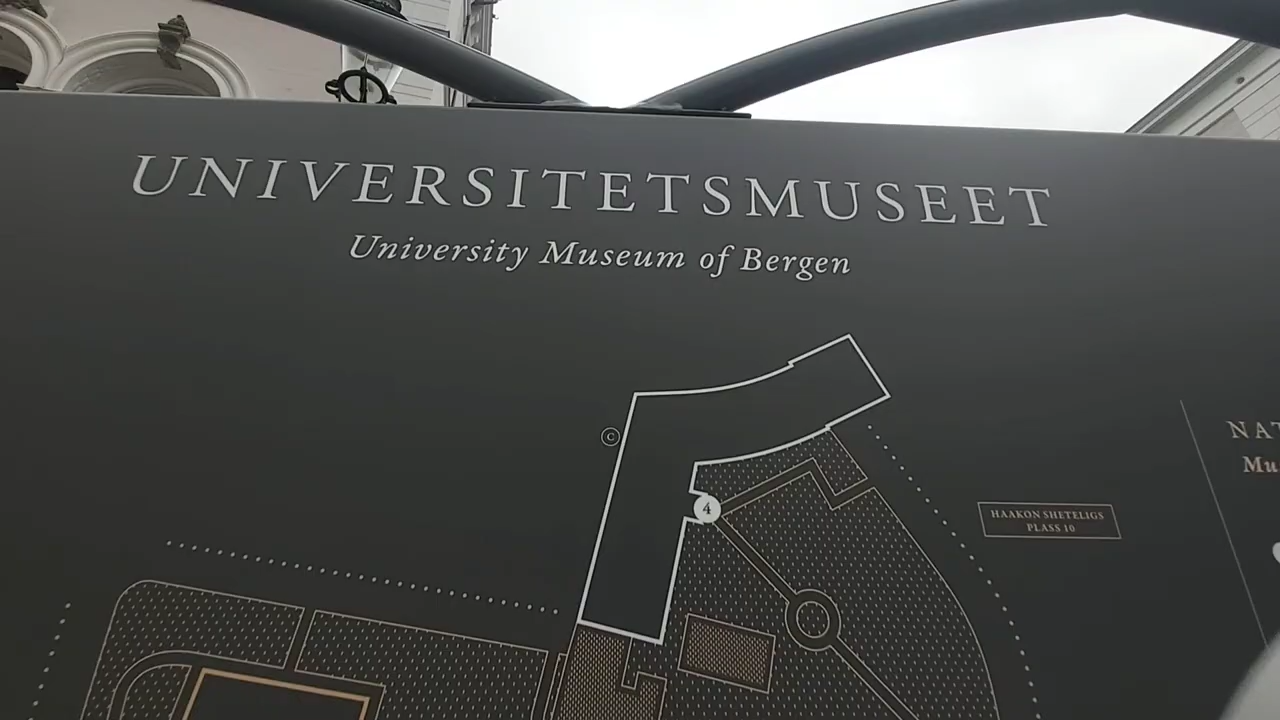 UNIVERSITETSMUSEET
University Museum of Bergen
©
4
HAAKON SHETELIGS
PLASS 10